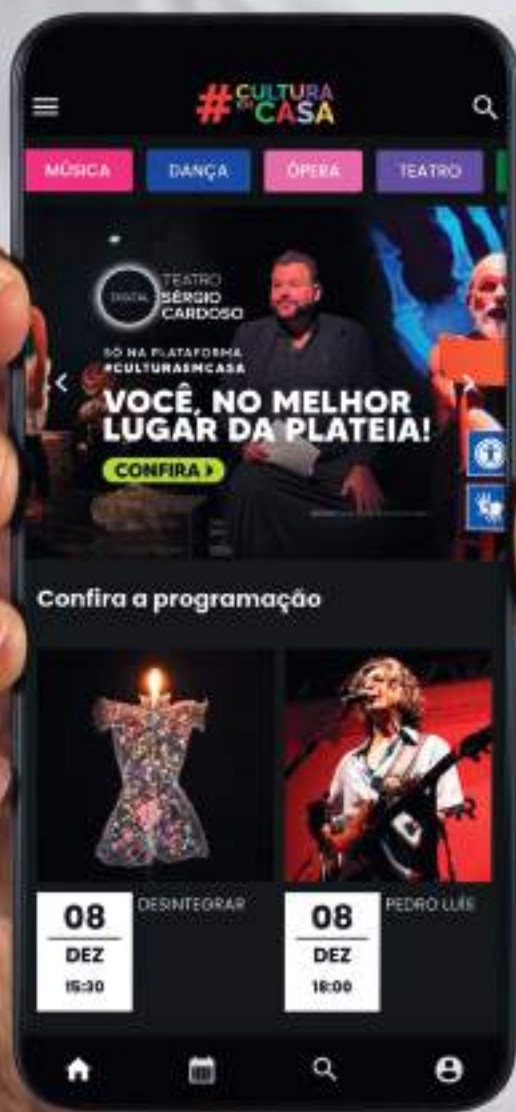 #CULTURA
EM
CASA
MÚSICA
DANÇA
ÓPERA
TEATRO
DIGITAL
TEATRO
SÉRGIO
CARDOSO
SÓ NA PLATAFORMA
#CULTURAEMCASA
VOCÊ, NO MELHOR
LUGAR DA PLATEIA!
CONFIRA
Confira a programação
08
DEZ
15:30
DESINTEGRAR
08
DEZ
18:00
PEDRO LUÍS